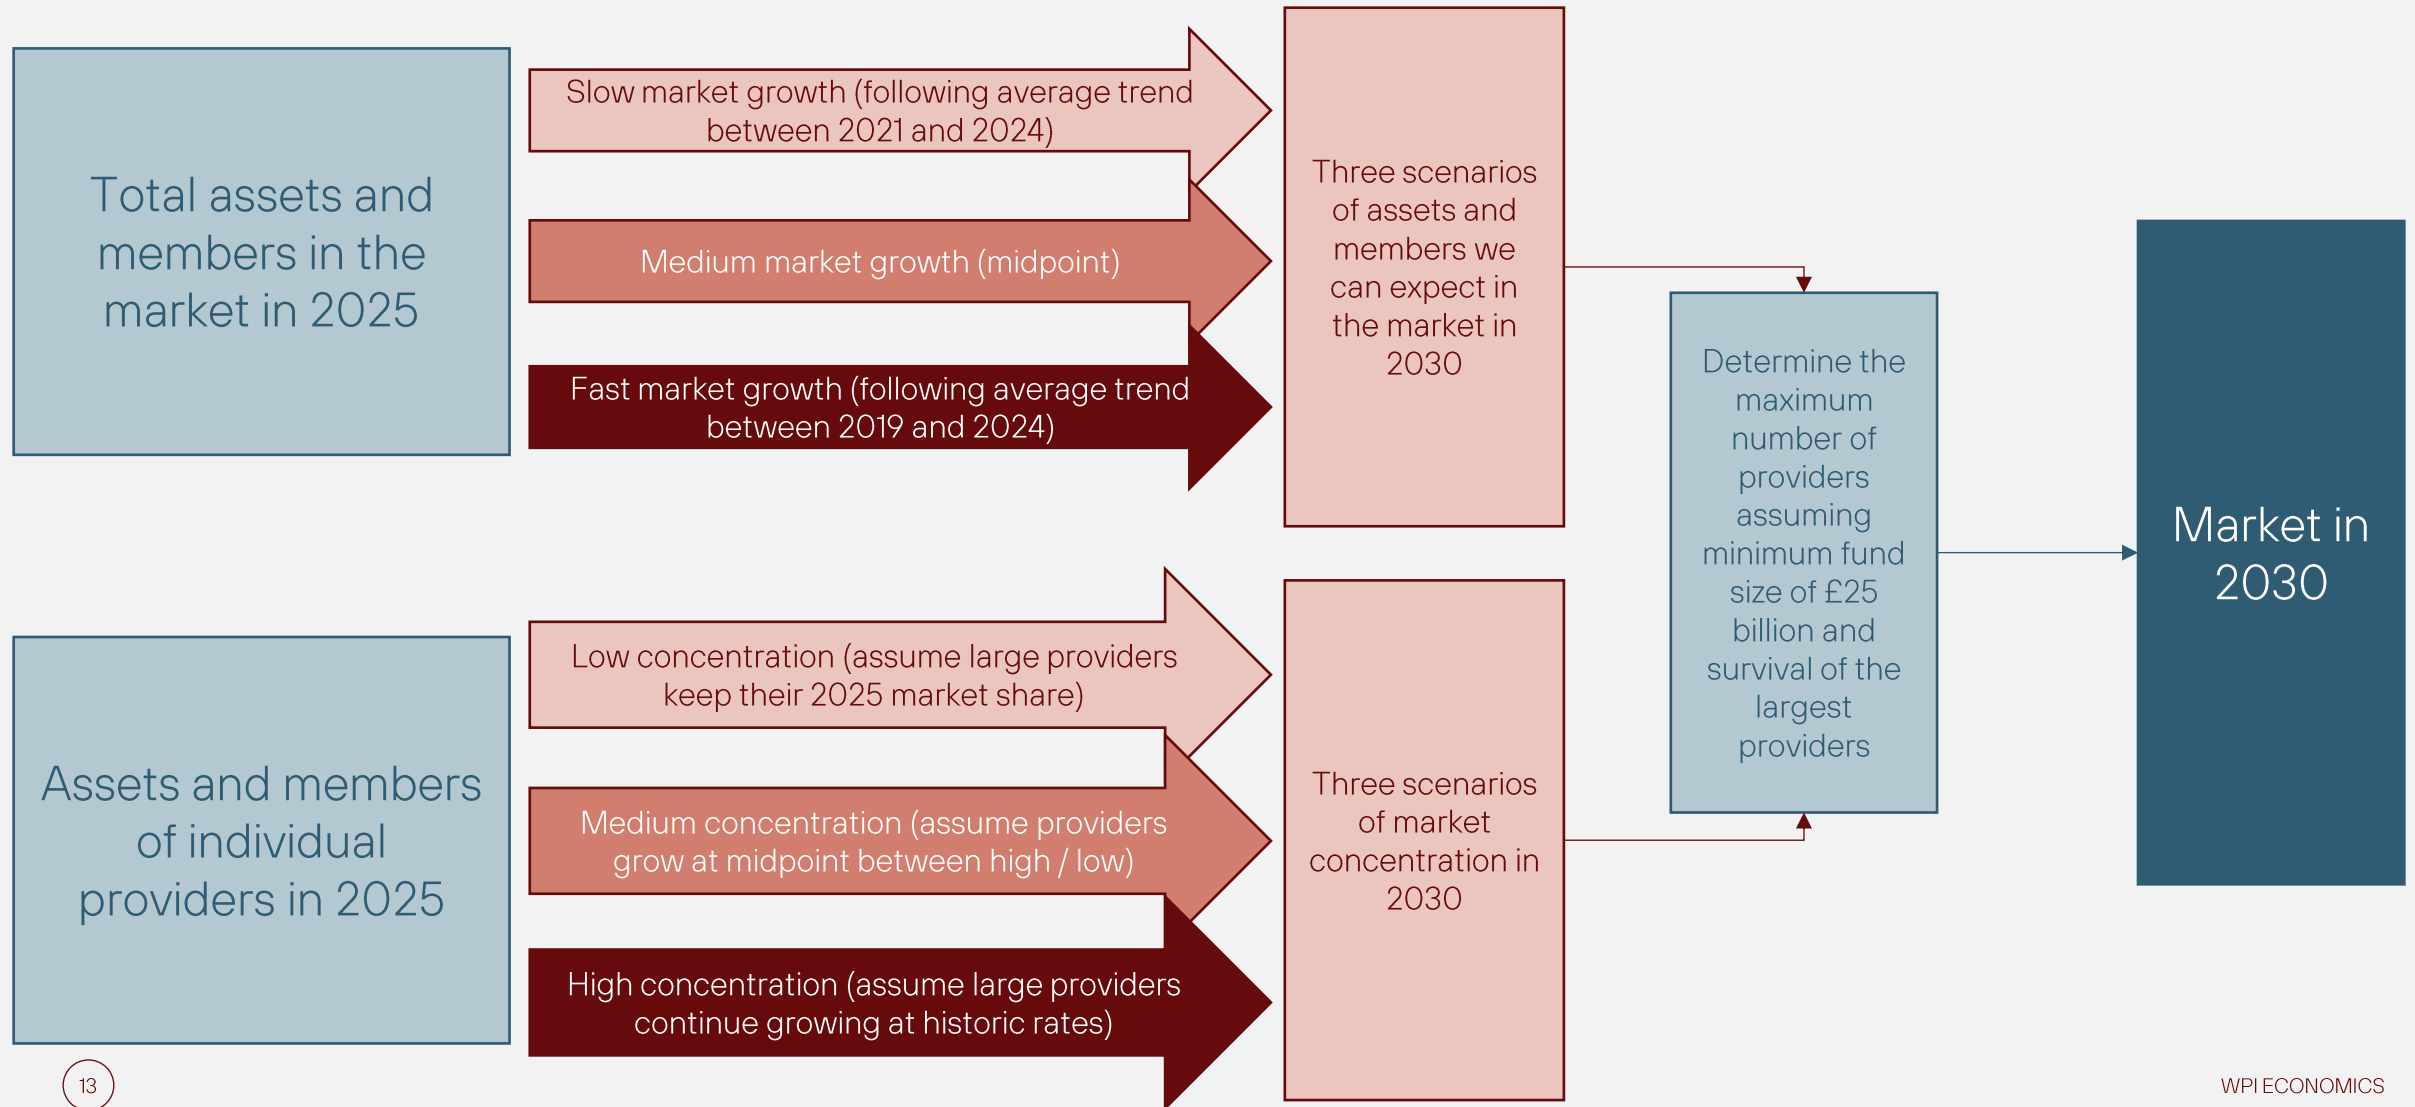 Total assets and
members in the
market in 2025
Slow market growth (following average trend
between 2021 and 2024)
Medium market growth (midpoint)
Fast market growth (following average trend
between 2019 and 2024)
Three scenarios
of assets and
members we
can expect in
the market in
2030
Assets and members
of individual
providers in 2025
Low concentration (assume large providers
keep their 2025 market share)
Medium concentration (assume providers
grow at midpoint between high / low)
High concentration (assume large providers
continue growing at historic rates)
Three scenarios
of market
concentration in
2030
Determine the
maximum
number of
providers
assuming
minimum fund
size of £25
billion and
survival of the
largest
providers
Market in
2030
13
WPI ECONOMICS